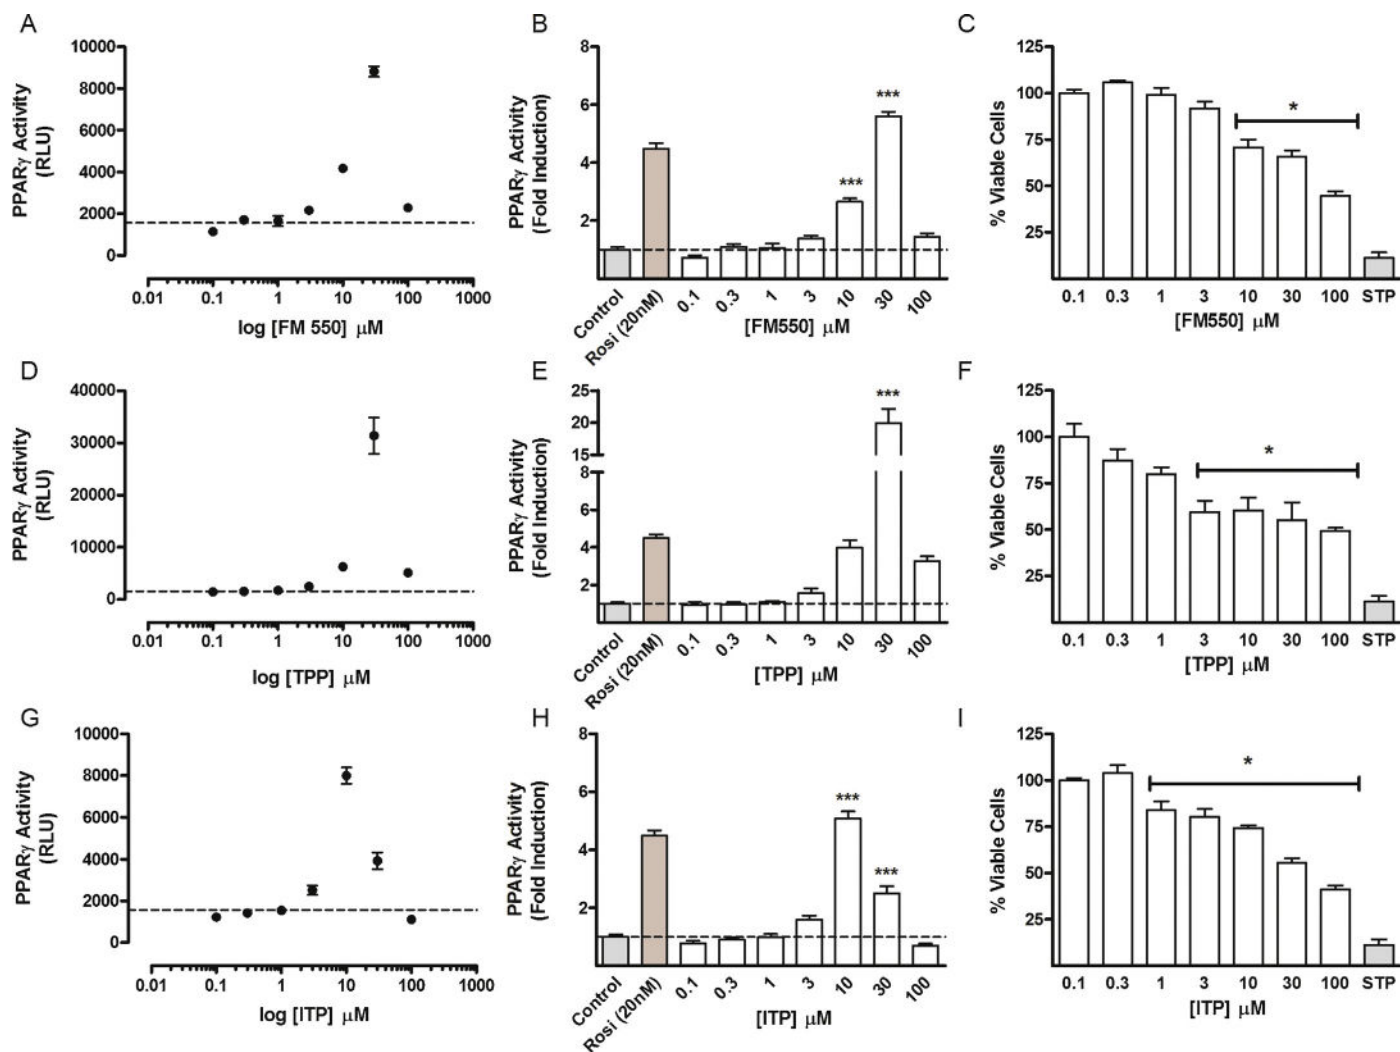 A
PPARγ Activity
(RLU)
10000
8000
6000
4000
2000
0
0.01 0.1 1 10 100 1000
log [FM 550] μM
B
PPARγ Activity
(Fold Induction)
8
6
4
2
*** ***
Control Rosi (20nM) 0.1 0.3 1 3 10 30 100
[FM550] μM
C
% Viable Cells
125
100
75
50
25
*
0.1 0.3 1 3 10 30 100 STP
[FM550] μM
D
PPARγ Activity
(RLU)
40000
30000
20000
10000
0
0.01 0.1 1 10 100 1000
log [TPP] μM
E
PPARγ Activity
(Fold Induction)
25
20
15
8
6
4
2
***
Control Rosi (20nM) 0.1 0.3 1 3 10 30 100
[TPP] μM
F
% Viable Cells
125
100
75
50
25
*
0.1 0.3 1 3 10 30 100 STP
[TPP] μM
G
PPARγ Activity
(RLU)
10000
8000
6000
4000
2000
0
0.01 0.1 1 10 100 1000
log [ITP] μM
H
PPARγ Activity
(Fold Induction)
8
6
4
2
*** ***
Control Rosi (20nM) 0.1 0.3 1 3 10 30 100
[ITP] μM
I
% Viable Cells
125
100
75
50
25
*
0.1 0.3 1 3 10 30 100 STP
[ITP] μM